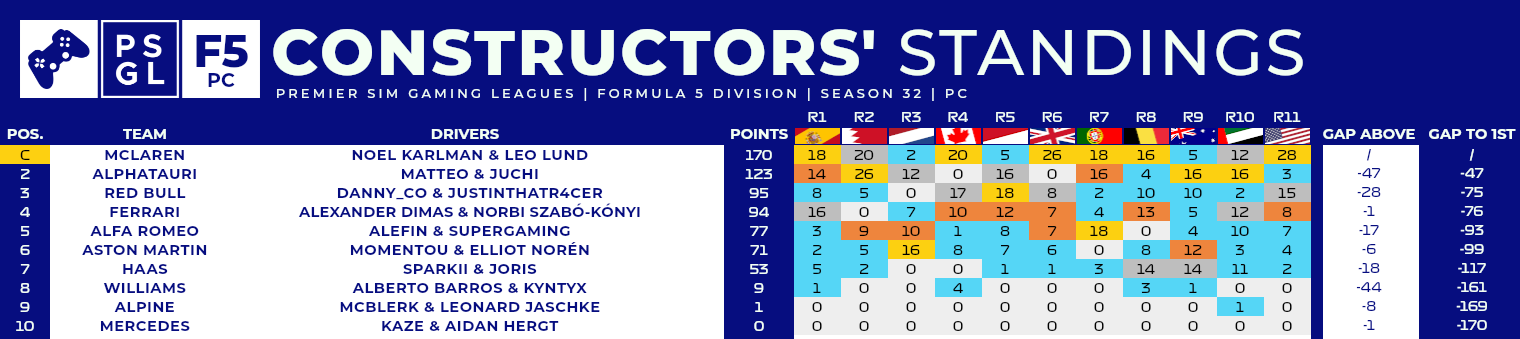 PS GL
F5 PC
CONSTRUCTORS' STANDINGS
PREMIER SIM GAMING LEAGUES | FORMULA 5 DIVISION | SEASON 32 | PC
R1 R2 R3 R4 R5 R6 R7 R8 R9 R10 R11
POS. TEAM DRIVERS POINTS GAP ABOVE GAP TO 1ST
C MCLAREN NOEL KARLMAN & LEO LUND 170 18 20 2 20 5 26 18 16 5 12 28 / /
2 ALPHATAURI MATTEO & JUCHI 123 14 26 12 0 16 0 16 4 16 16 3 -47 -47
3 RED BULL DANNY_CO & JUSTINTHATR4CER 95 8 5 0 17 18 8 2 10 10 2 15 -28 -75
4 FERRARI ALEXANDER DIMAS & NORBI SZABÓ-KÓNYI 94 16 0 7 10 12 7 4 13 5 12 8 -1 -76
5 ALFA ROMEO ALEFIN & SUPERGAMING 77 3 9 10 1 8 7 18 0 4 10 7 -17 -93
6 ASTON MARTIN MOMENTOU & ELLIOT NORÉN 71 2 5 16 8 7 6 0 8 12 3 4 -6 -99
7 HAAS SPARKII & JORIS 53 5 2 0 0 1 1 3 14 14 11 2 -18 -117
8 WILLIAMS ALBERTO BARROS & KYNTYX 9 1 0 0 4 0 0 0 3 1 0 0 -44 -161
9 ALPINE MCBLERK & LEONARD JASCHKE 1 0 0 0 0 0 0 0 0 0 1 0 -8 -169
10 MERCEDES KAZE & AIDAN HERGT 0 0 0 0 0 0 0 0 0 0 0 0 -1 -170